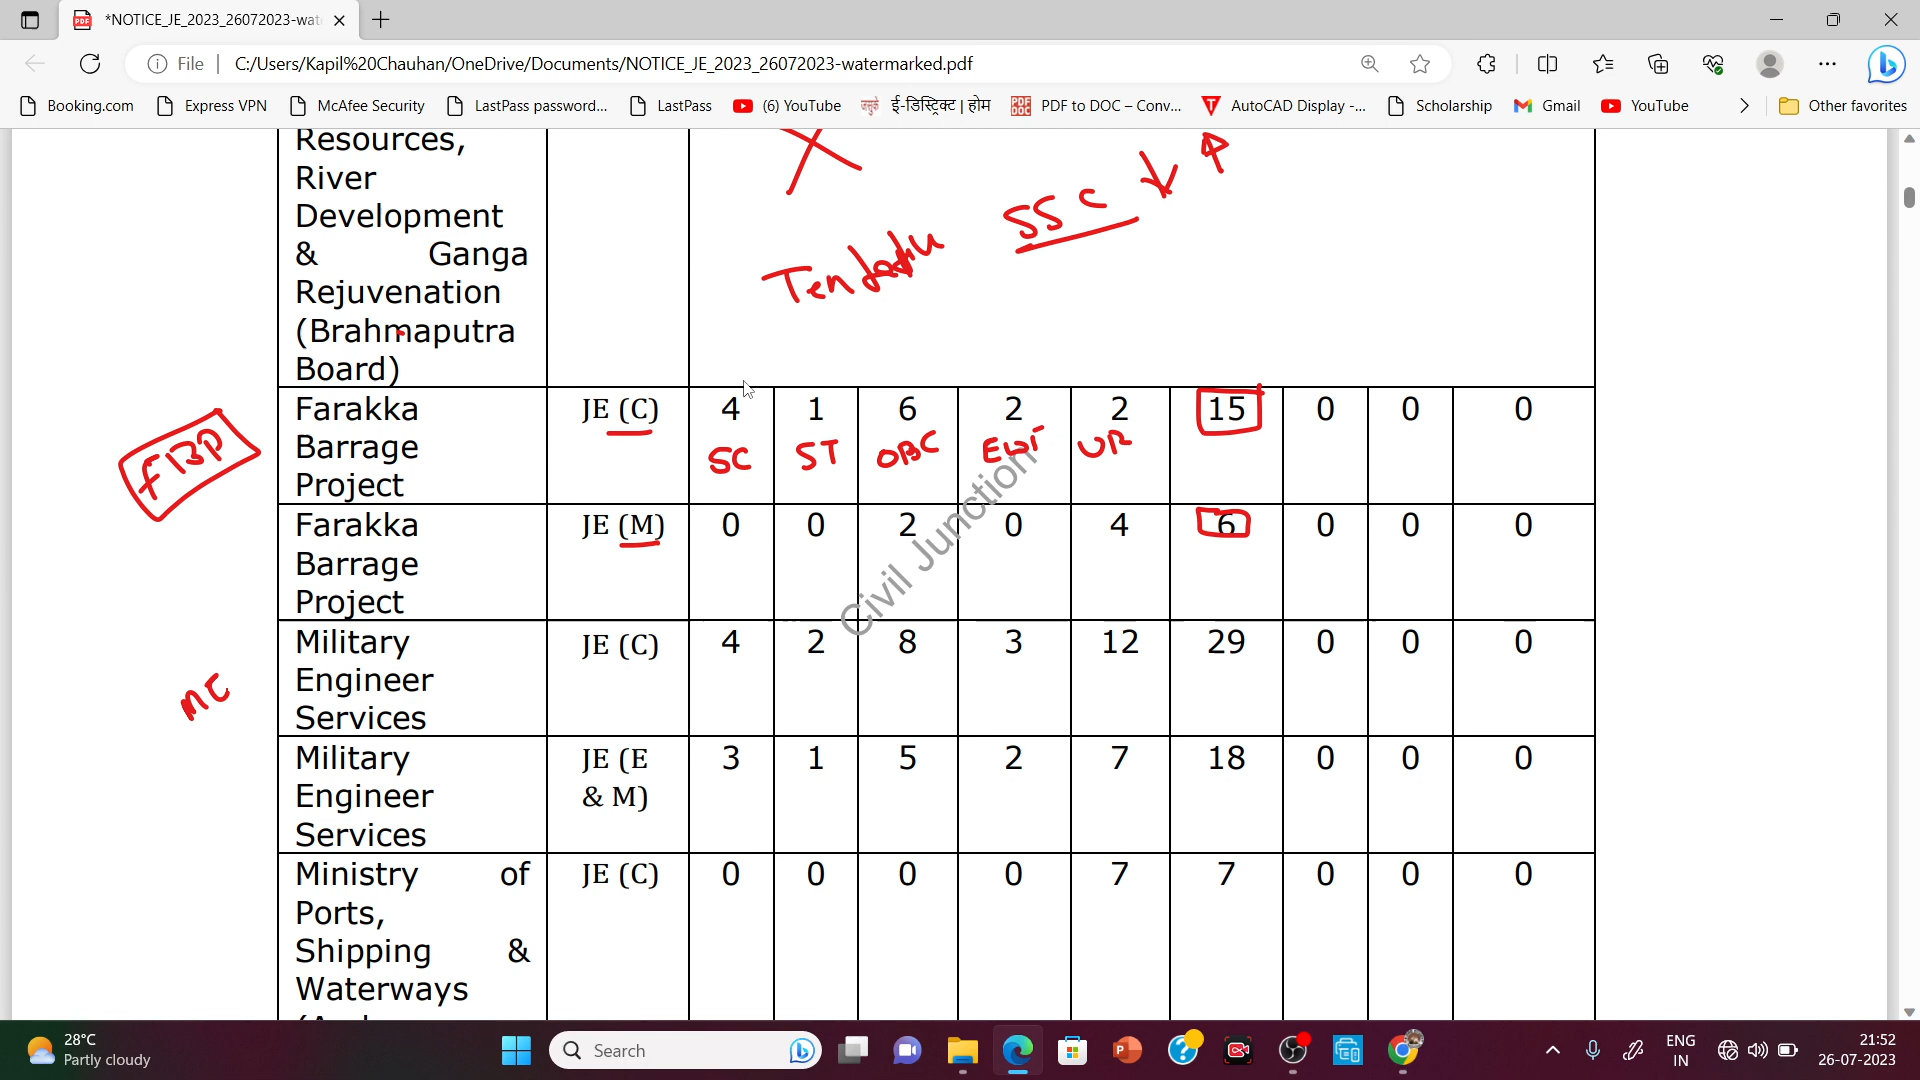 *NOTICE_JE_2023_26072023-wat
File
C:/Users/Kapil%20Chauhan/OneDrive/Documents/NOTICE_JE_2023_26072023-watermarked.pdf
Booking.com Express VPN McAfee Security LastPass password... LastPass (6) YouTube ई-डिस्ट्रिक्ट | होम PDF to DOC – Conv... AutoCAD Display -... Scholarship Gmail YouTube Other favorites
Resources,
River
Development
& Ganga
Rejuvenation
(Brahmaputra
Board)
SSC
Farakka Barrage Project JE (C) 4 1 6 2 2 15 0 0 0
SC ST OBC EWS UR
FBP
Farakka Barrage Project JE (M) 0 0 2 0 4 6 0 0 0
Civil Junction
Military Engineer Services JE (C) 4 2 8 3 12 29 0 0 0
Military Engineer Services JE (E & M) 3 1 5 2 7 18 0 0 0
Ministry of Ports, Shipping & Waterways JE (C) 0 0 0 0 7 7 0 0 0
28°C
Partly cloudy
Search
ENG
IN
21:52
26-07-2023